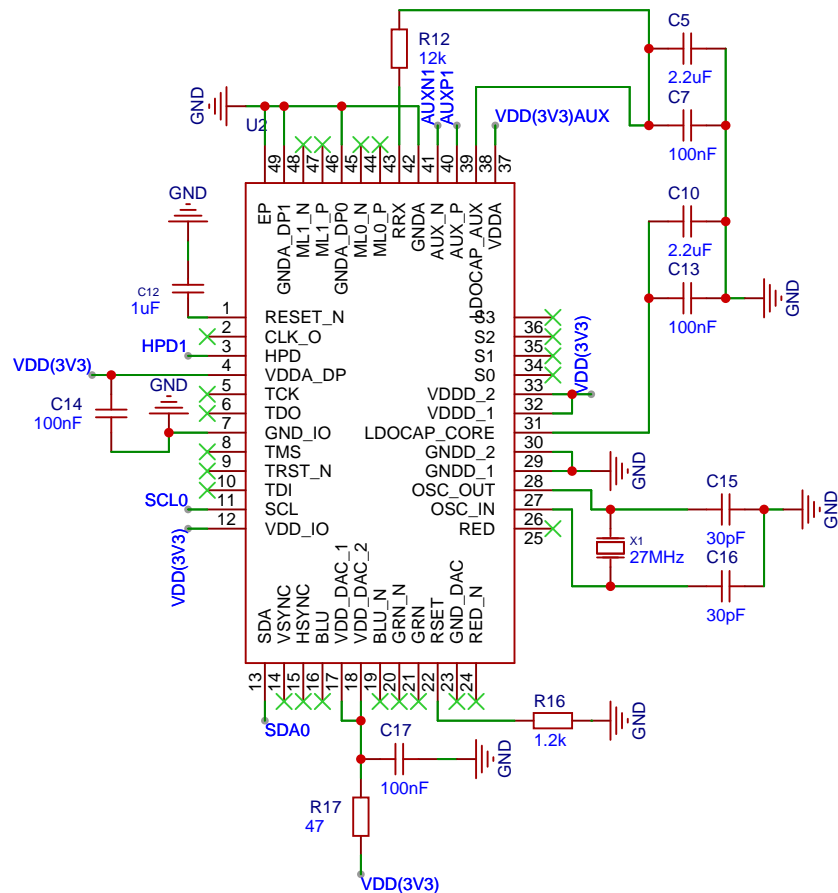 C5
2.2uF
R12
12k
C7
100nF
AUXN1
AUXP1
VDD(3V3)AUX
GND
U2
49
48
47
46
45
44
43
42
41
40
39
38
37
EP
GNDA_DP1
ML1_N
ML1_P
GNDA_DP0
ML0_N
ML0_P
RRX
GNDA
AUX_N
AUX_P
LDOCAP_AUX
VDDA
C10
2.2uF
C13
100nF
GND
GND
C12
1uF
1
RESET_N
2
CLK_O
HPD1
3
HPD
VDD(3V3)
4
VDDA_DP
GND
C14
100nF
5
TCK
6
TDO
7
GND_IO
8
TMS
9
TRST_N
10
TDI
SCL0
11
SCL
12
VDD_IO
VDD(3V3)
S3
36
S2
35
S1
34
S0
33
VDDD_2
32
VDDD_1
31
LDOCAP_CORE
30
GNDD_2
29
GNDD_1
28
OSC_OUT
27
OSC_IN
26
RED
25
VDD(3V3)
GND
C15
30pF
GND
X1
27MHz
C16
30pF
SDA
VSYNC
HSYNC
BLU
VDD_DAC_1
VDD_DAC_2
BLU_N
GRN_N
GRN
RSET
GND_DAC
RED_N
13
14
15
16
17
18
19
20
21
22
23
24
SDA0
R16
1.2k
GND
C17
100nF
GND
R17
47
VDD(3V3)